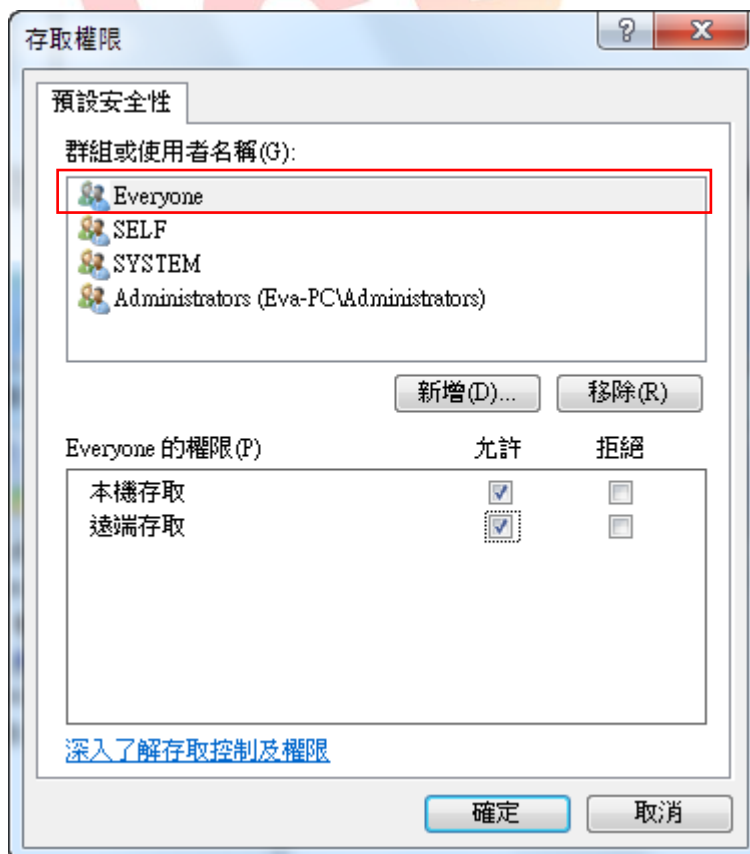 存取權限
預設安全性
群組或使用者名稱(G):
Everyone
SELF
SYSTEM
Administrators (Eva-PC\Administrators)
新增(D)... 移除(R)
Everyone 的權限(P) 允許 拒絕
本機存取
遠端存取
深入了解存取控制及權限
確定 取消